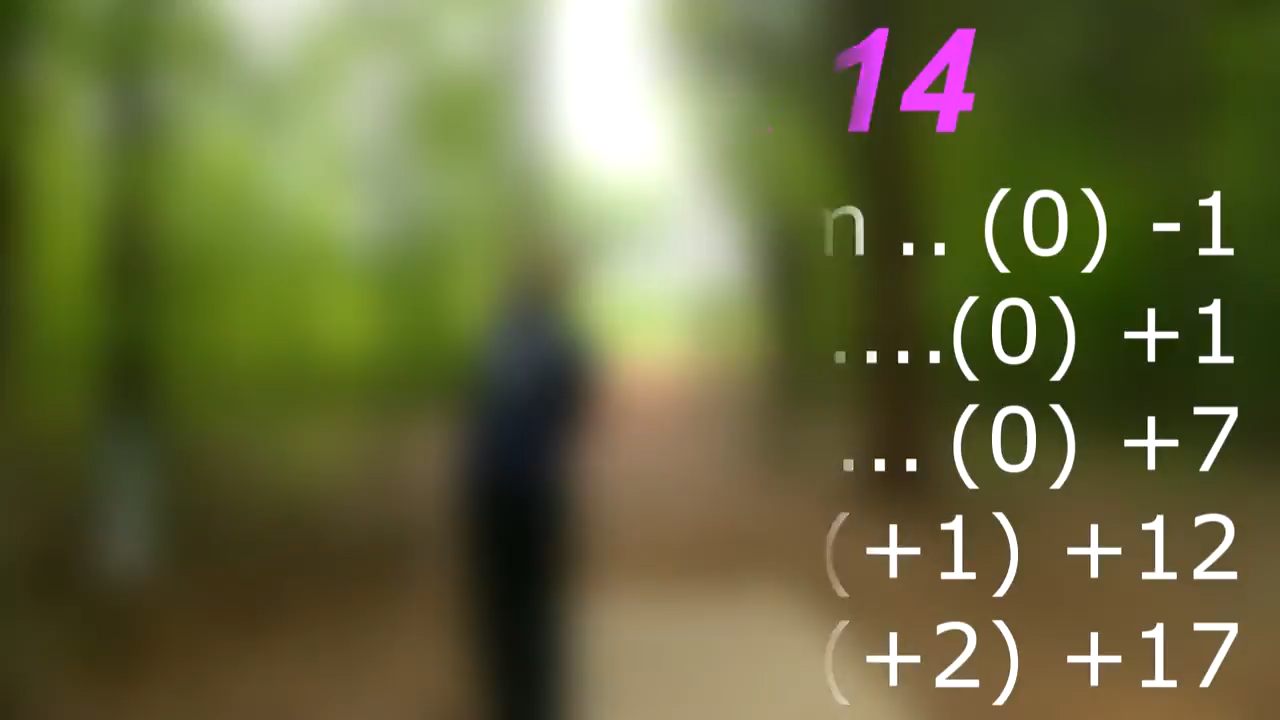 14
n .. (0) -1
....(0) +1
... (0) +7
(+1) +12
(+2) +17